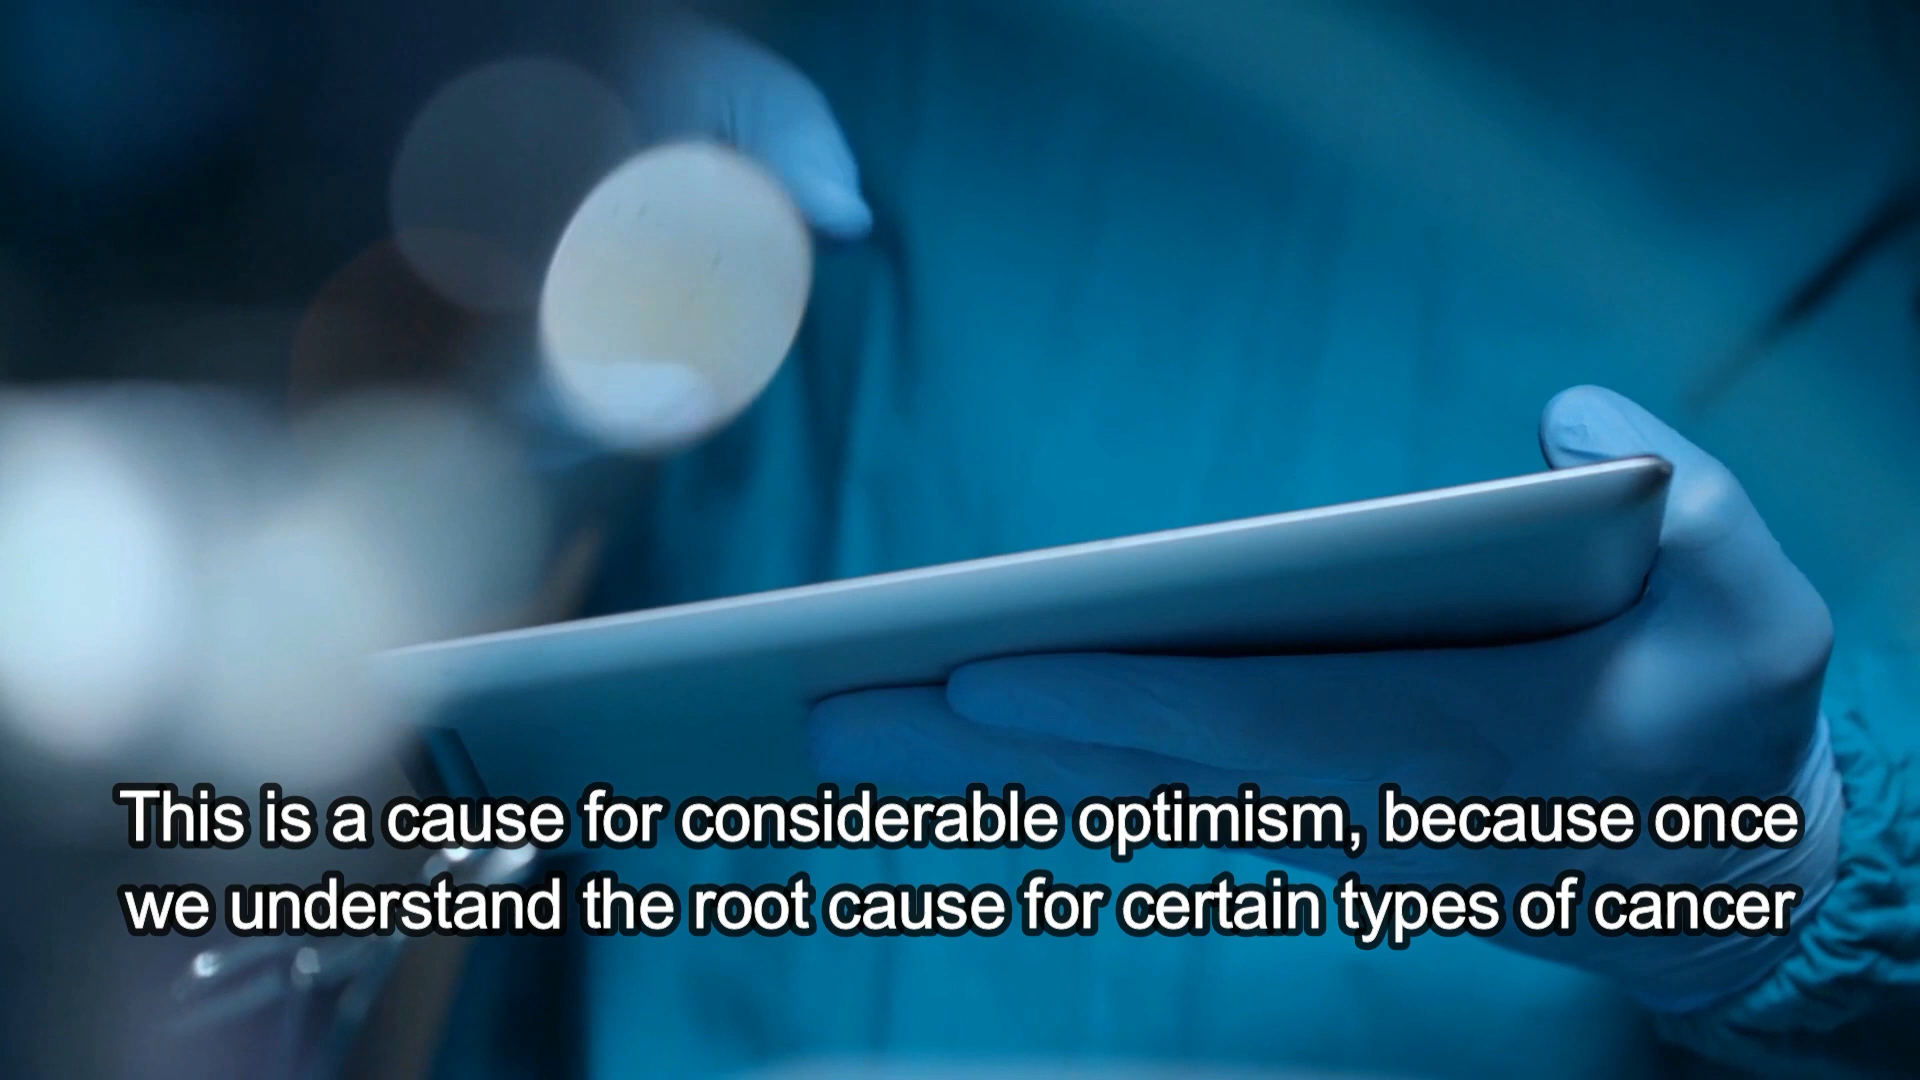 This is a cause for considerable optimism, because once
we understand the root cause for certain types of cancer